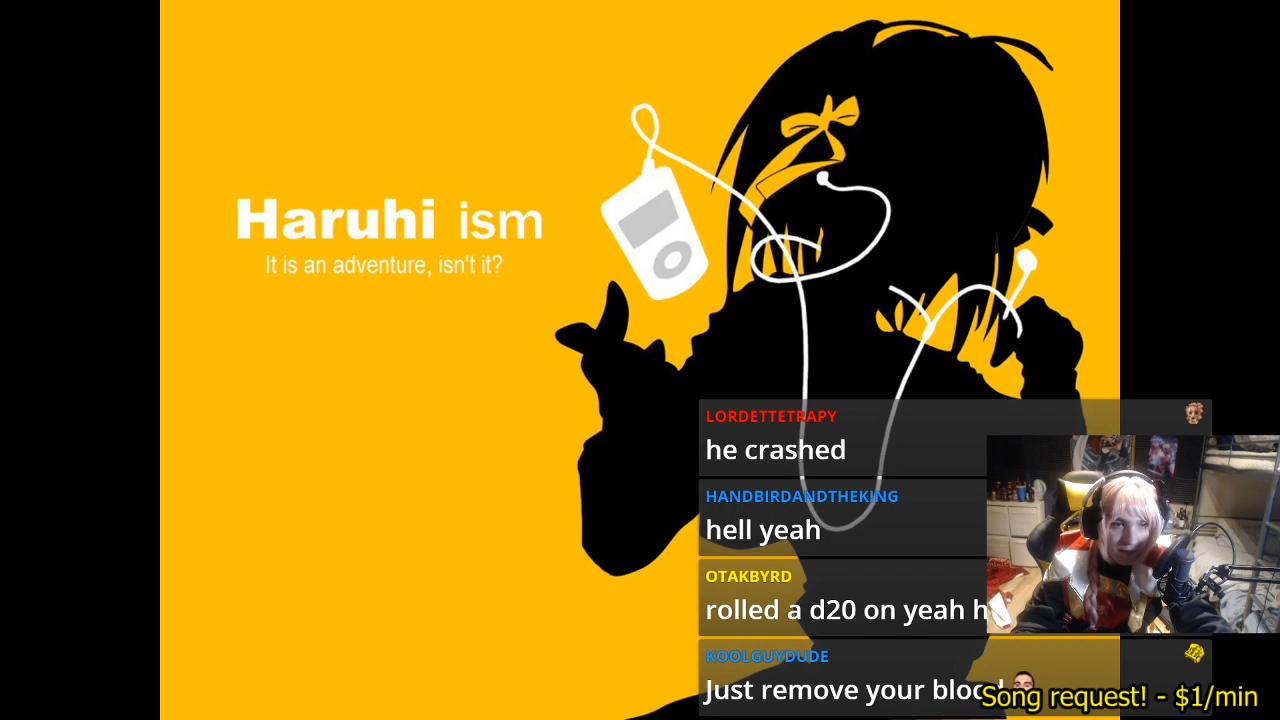 Haruhi ism
It is an adventure, isn't it?
LORDETTETRAPY
he crashed
HANDBIRDANDTHEKING
hell yeah
OTAKBYRD
rolled a d20 on yeah
KOOLGUYDUDE
Just remove your blood
Song request! - $1/min